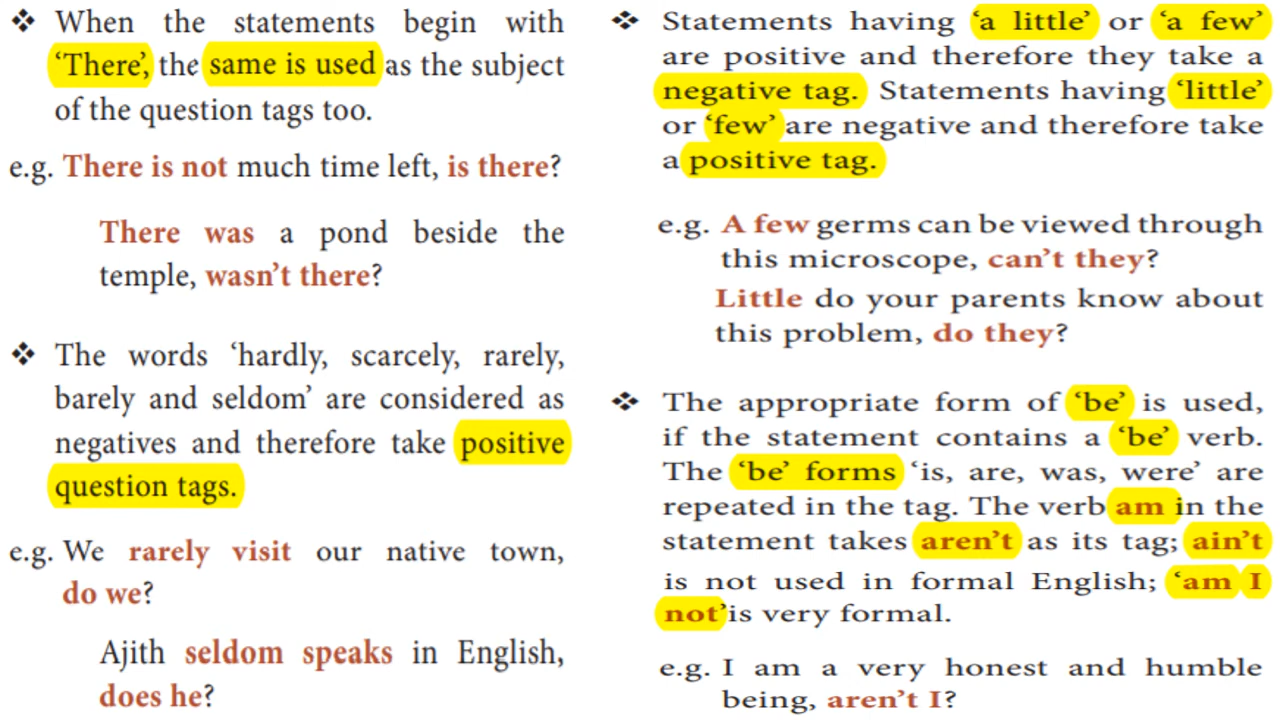 ❖ When the statements begin with
‘There’, the same is used as the subject
of the question tags too.
e.g. There is not much time left, is there?
There was a pond beside the
temple, wasn’t there?
❖ The words ‘hardly, scarcely, rarely,
barely and seldom’ are considered as
negatives and therefore take positive
question tags.
e.g. We rarely visit our native town,
do we?
Ajith seldom speaks in English,
does he?
❖ Statements having ‘a little’ or ‘a few’
are positive and therefore they take a
negative tag. Statements having ‘little’
or ‘few’ are negative and therefore take
a positive tag.
e.g. A few germs can be viewed through
this microscope, can’t they?
Little do your parents know about
this problem, do they?
❖ The appropriate form of ‘be’ is used,
if the statement contains a ‘be’ verb.
The ‘be’ forms ‘is, are, was, were’ are
repeated in the tag. The verb am in the
statement takes aren’t as its tag; ain’t
is not used in formal English; ‘am I
not’is very formal.
e.g. I am a very honest and humble
being, aren’t I?